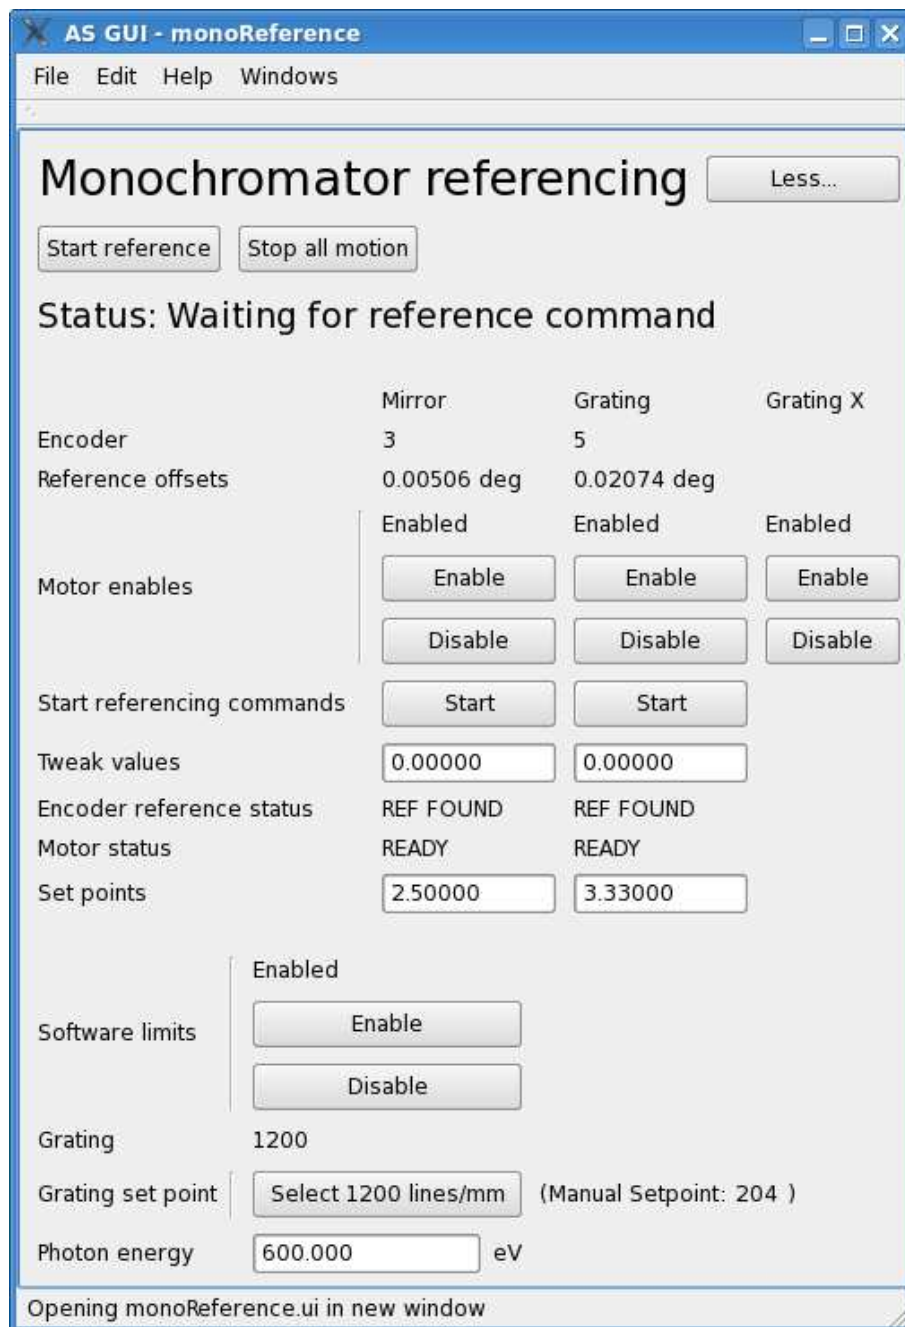 AS GUI - monoReference
File Edit Help Windows
Monochromator referencing Less...
Start reference Stop all motion
Status: Waiting for reference command
Mirror Grating Grating X
Encoder 3 5
Reference offsets 0.00506 deg 0.02074 deg
Enabled Enabled Enabled
Motor enables Enable Enable Enable
Disable Disable Disable
Start referencing commands Start Start
Tweak values 0.00000 0.00000
Encoder reference status REF FOUND REF FOUND
Motor status READY READY
Set points 2.50000 3.33000
Enabled
Software limits Enable
Disable
Grating 1200
Grating set point Select 1200 lines/mm (Manual Setpoint: 204 )
Photon energy 600.000 eV
Opening monoReference.ui in new window